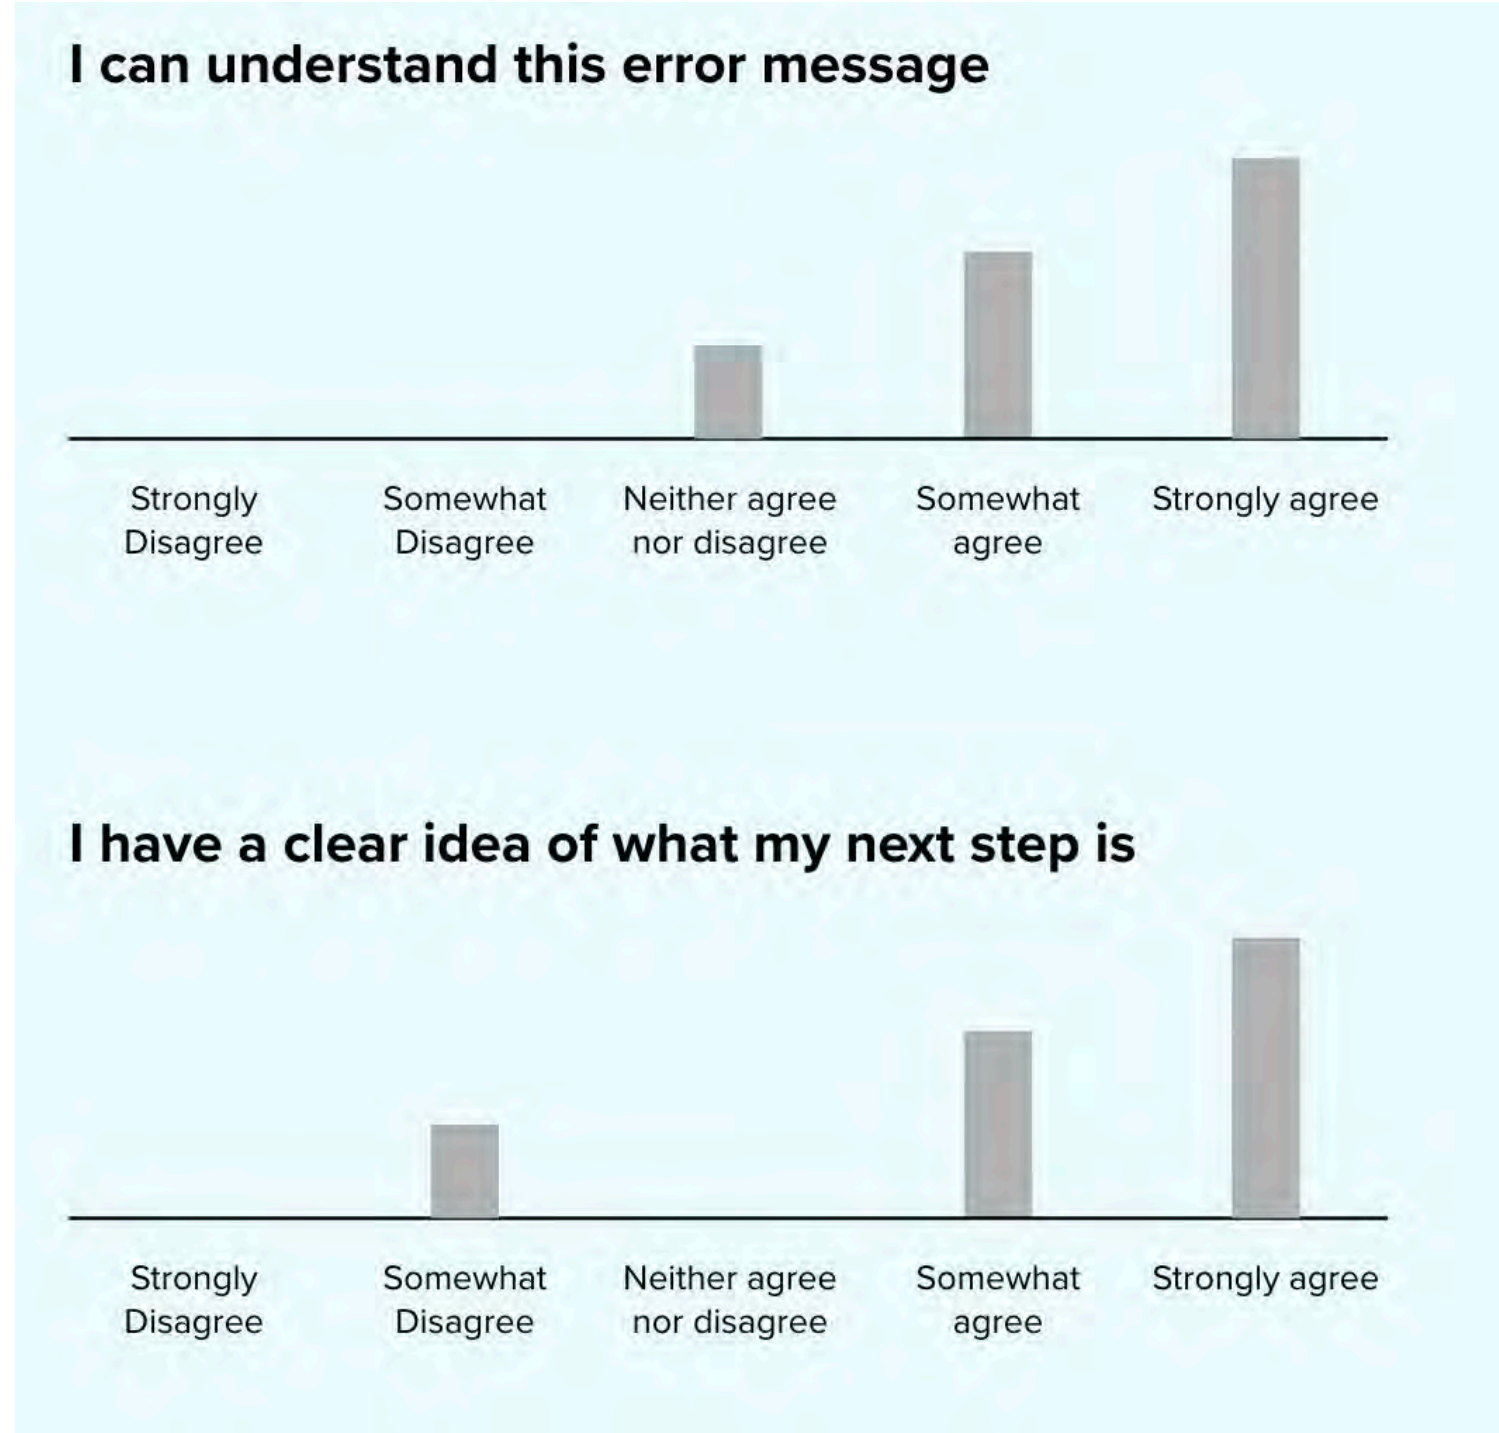 I can understand this error message
Strongly
Disagree
Somewhat
Disagree
Neither agree
nor disagree
Somewhat
agree
Strongly agree
I have a clear idea of what my next step is
Strongly
Disagree
Somewhat
Disagree
Neither agree
nor disagree
Somewhat
agree
Strongly agree